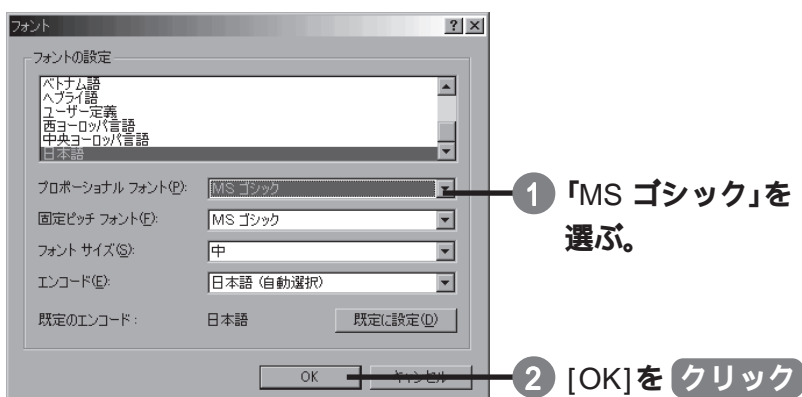 フォント
フォントの設定
ベトナム語
ヘブライ語
ユーザー定義
西ヨーロッパ言語
中央ヨーロッパ言語
日本語
プロポーショナル フォント(P):
MS ゴシック
固定ピッチ フォント(F):
MS ゴシック
フォント サイズ(S):
中
エンコード(E):
日本語 (自動選択)
既定のエンコード :
日本語
既定に設定(D)
OK
キャンセル
1 「MS ゴシック」を
選ぶ。
2 [OK]を クリック